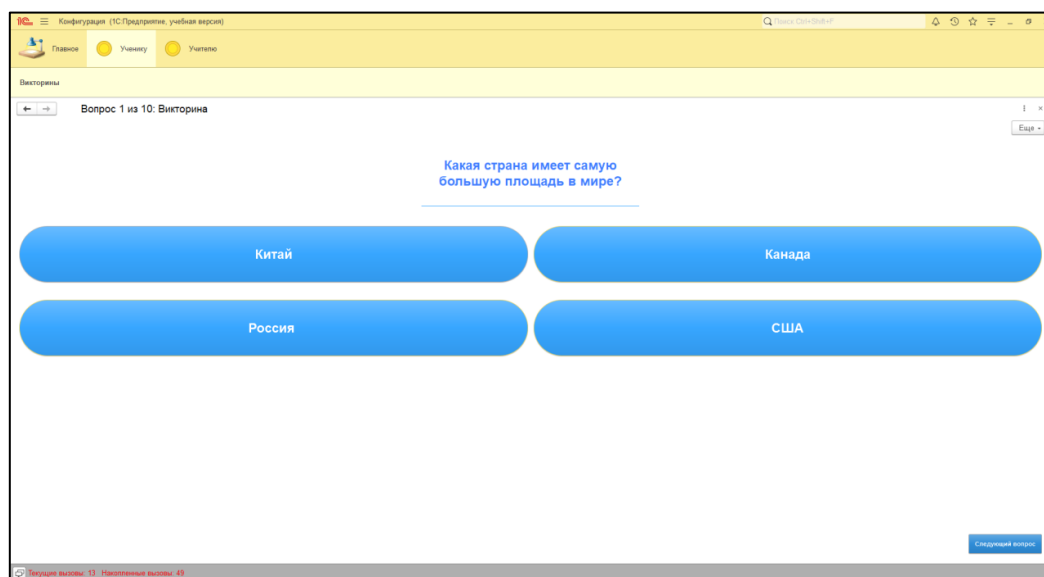 1С Конфигурация (1С:Предприятие, учебная версия) Поиск Ctrl+Shift+F
Главное Ученику Учителю
Викторины
Вопрос 1 из 10: Викторина
Еще
Какая страна имеет самую
большую площадь в мире?
Китай Канада
Россия США
Следующий вопрос
Текущие вызовы: 13 Накопленные вызовы: 49